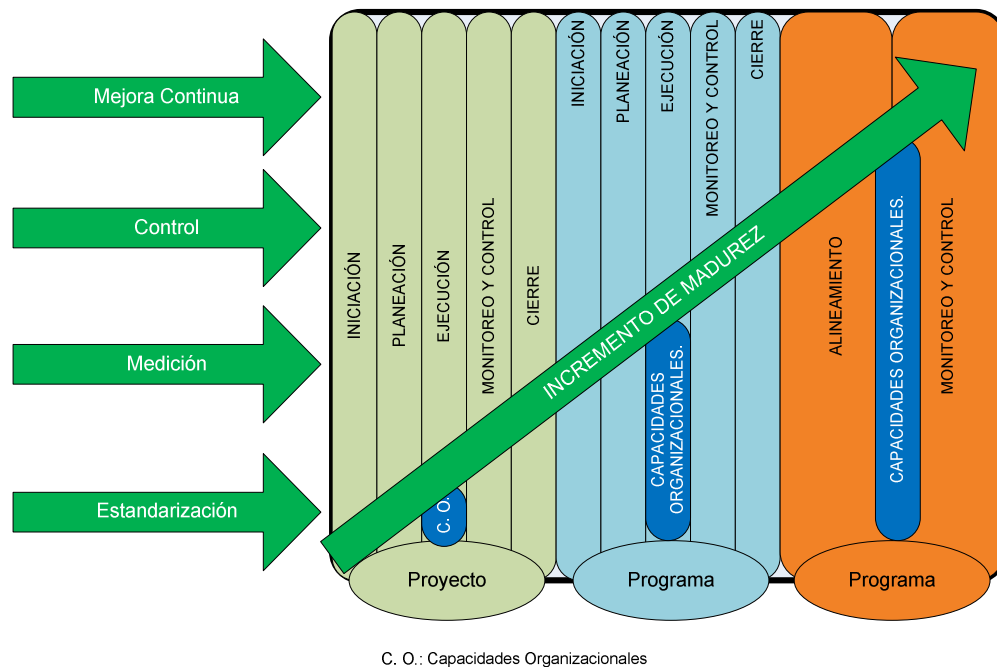 Mejora Continua
Control
Medición
Estandarización
INICIACIÓN
PLANEACIÓN
EJECUCIÓN
MONITOREO Y CONTROL
CIERRE
INICIACIÓN
PLANEACIÓN
EJECUCIÓN
MONITOREO Y CONTROL
CIERRE
ALINEAMIENTO
MONITOREO Y CONTROL
INCREMENTO DE MADUREZ
C. O.
CAPACIDADES
ORGANIZACIONALES.
CAPACIDADES ORGANIZACIONALES.
Proyecto
Programa
Programa
C. O.: Capacidades Organizacionales